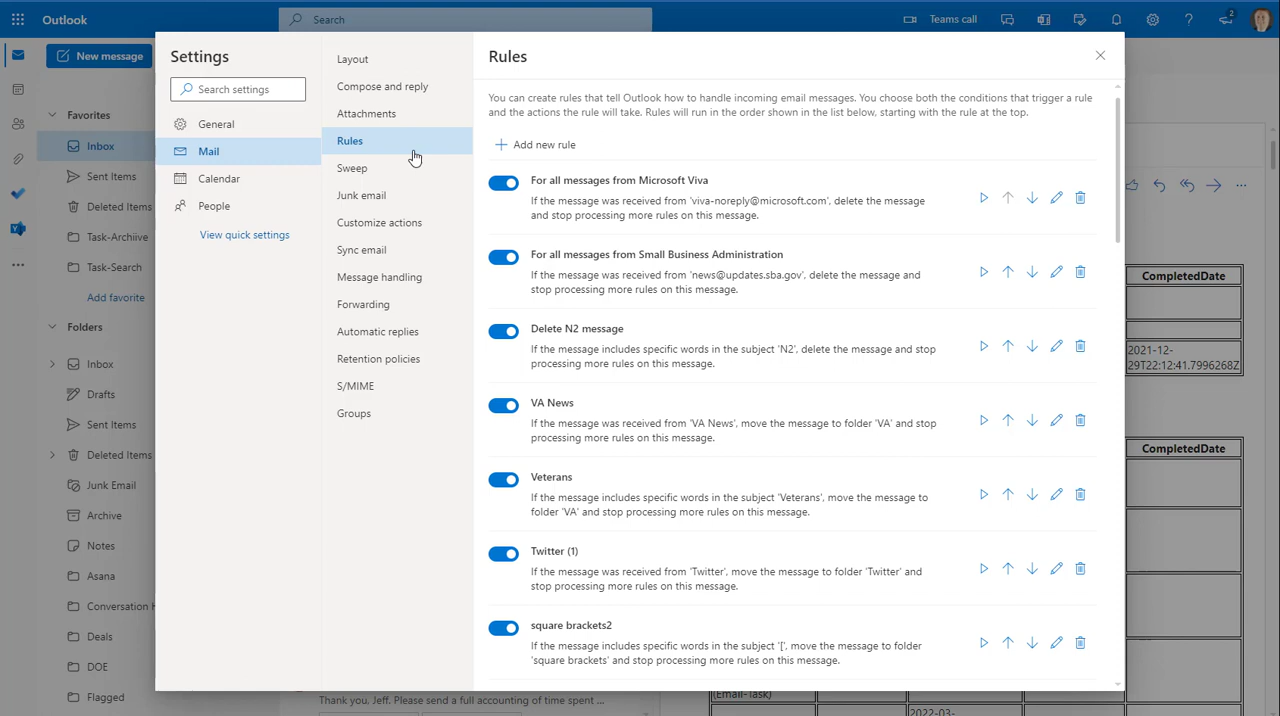 Outlook
Search
Teams call
2
New message
Favorites
Inbox
Sent Items
Deleted Items
Task-Archiive
Task-Search
Add favorite
Folders
Inbox
Drafts
Sent Items
Deleted Items
Junk Email
Archive
Notes
Asana
Conversation H
Deals
DOE
Flagged
Settings
Search settings
General
Mail
Calendar
People
View quick settings
Layout
Compose and reply
Attachments
Rules
Sweep
Junk email
Customize actions
Sync email
Message handling
Forwarding
Automatic replies
Retention policies
S/MIME
Groups
Rules
You can create rules that tell Outlook how to handle incoming email messages. You choose both the conditions that trigger a rule
and the actions the rule will take. Rules will run in the order shown in the list below, starting with the rule at the top.
Add new rule
For all messages from Microsoft Viva
If the message was received from 'viva-noreply@microsoft.com', delete the message
and stop processing more rules on this message.
For all messages from Small Business Administration
If the message was received from 'news@updates.sba.gov', delete the message and
stop processing more rules on this message.
Delete N2 message
If the message includes specific words in the subject 'N2', delete the message and stop
processing more rules on this message.
VA News
If the message was received from 'VA News', move the message to folder 'VA' and stop
processing more rules on this message.
Veterans
If the message includes specific words in the subject 'Veterans', move the message to
folder 'VA' and stop processing more rules on this message.
Twitter (1)
If the message was received from 'Twitter', move the message to folder 'Twitter' and
stop processing more rules on this message.
square brackets2
If the message includes specific words in the subject '[', move the message to folder
'square brackets' and stop processing more rules on this message.
CompletedDate
2021-12-
29T22:12:41.7996268Z
CompletedDate
Thank you, Jeff. Please send a full accounting of time spent ...
(Email-Task)
2022-03-